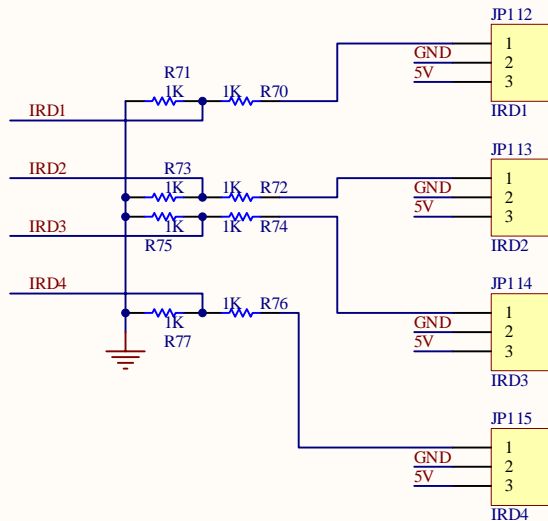 JP112
1
GND
2
5V
3
IRD1
R71
1K
1K
R70
IRD1
JP113
1
GND
2
5V
3
IRD2
IRD2
R73
1K
1K
R72
IRD3
R75
1K
1K
R74
JP114
1
GND
2
5V
3
IRD3
IRD4
1K
R76
1K
R77
JP115
1
GND
2
5V
3
IRD4